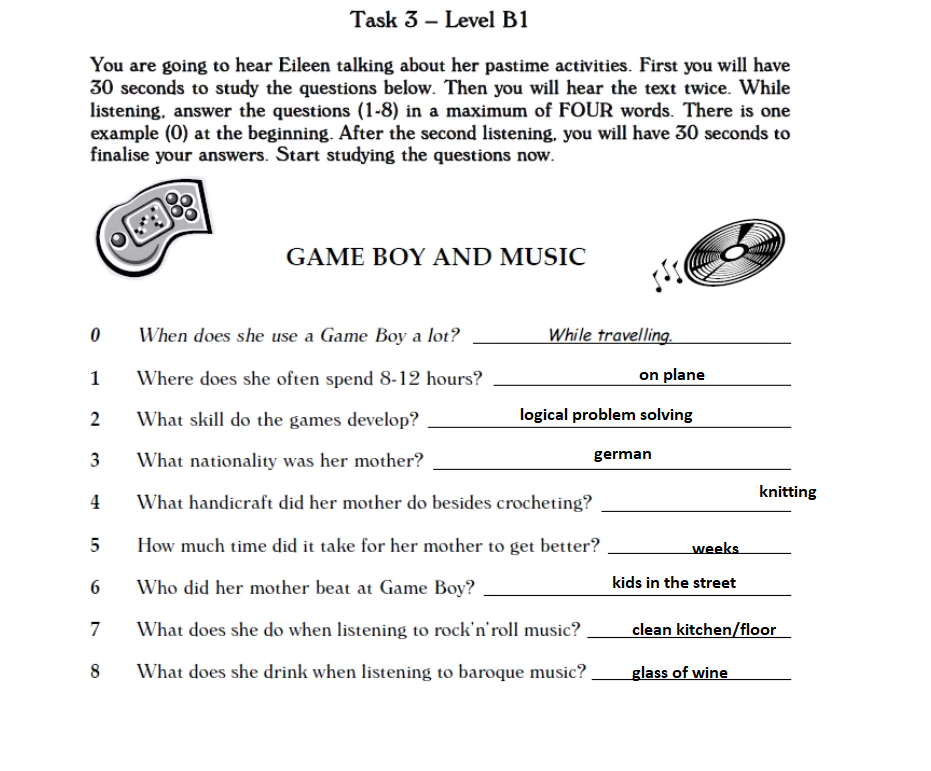 Task 3 – Level B1
You are going to hear Eileen talking about her pastime activities. First you will have
30 seconds to study the questions below. Then you will hear the text twice. While
listening, answer the questions (1-8) in a maximum of FOUR words. There is one
example (0) at the beginning. After the second listening, you will have 30 seconds to
finalise your answers. Start studying the questions now.
GAME BOY AND MUSIC
0 When does she use a Game Boy a lot? While travelling.
1 Where does she often spend 8-12 hours? on plane
2 What skill do the games develop? logical problem solving
3 What nationality was her mother? german
4 What handicraft did her mother do besides crocheting? knitting
5 How much time did it take for her mother to get better? weeks
6 Who did her mother beat at Game Boy? kids in the street
7 What does she do when listening to rock'n'roll music? clean kitchen/floor
8 What does she drink when listening to baroque music? glass of wine